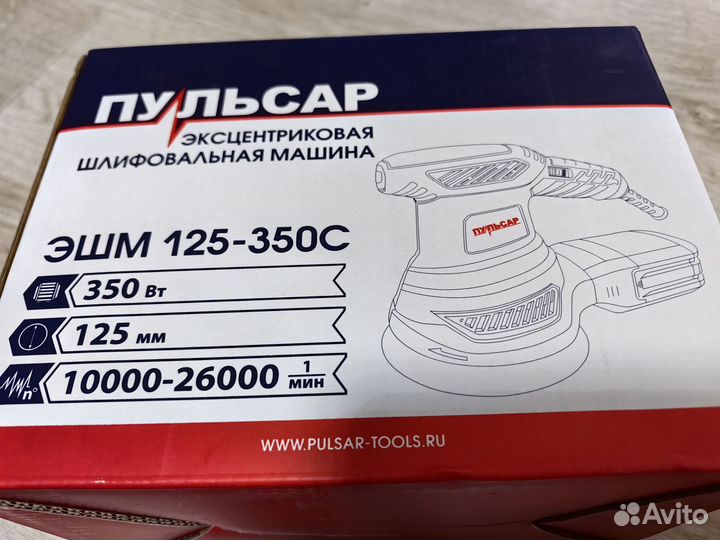 ПУЛЬСАР
ЭКСЦЕНТРИКОВАЯ
ШЛИФОВАЛЬНАЯ МАШИНА
ПУЛЬСАР
ЭШМ 125-350С
350 Вт
125 мм
n°
10000-26000 1/мин
WWW.PULSAR-TOOLS.RU
Avito